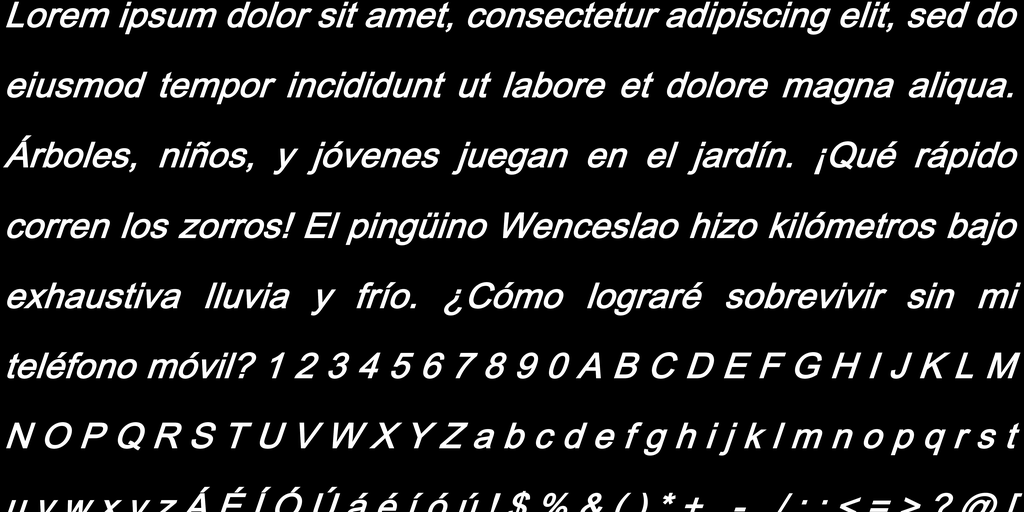 Lorem ipsum dolor sit amet, consectetur adipiscing elit, sed do
eiusmod tempor incididunt ut labore et dolore magna aliqua.
Árboles, niños, y jóvenes juegan en el jardín. ¡Qué rápido
corren los zorros! El pingüino Wenceslao hizo kilómetros bajo
exhaustiva lluvia y frío. ¿Cómo lograré sobrevivir sin mi
teléfono móvil? 1 2 3 4 5 6 7 8 9 0 A B C D E F G H I J K L M
N O P Q R S T U V W X Y Z a b c d e f g h i j k l m n o p q r s t
u v w x y z Á É Í Ó Ú á é í ó ú ! $ % & ( ) * + , - . / : ; < = > ? @ [